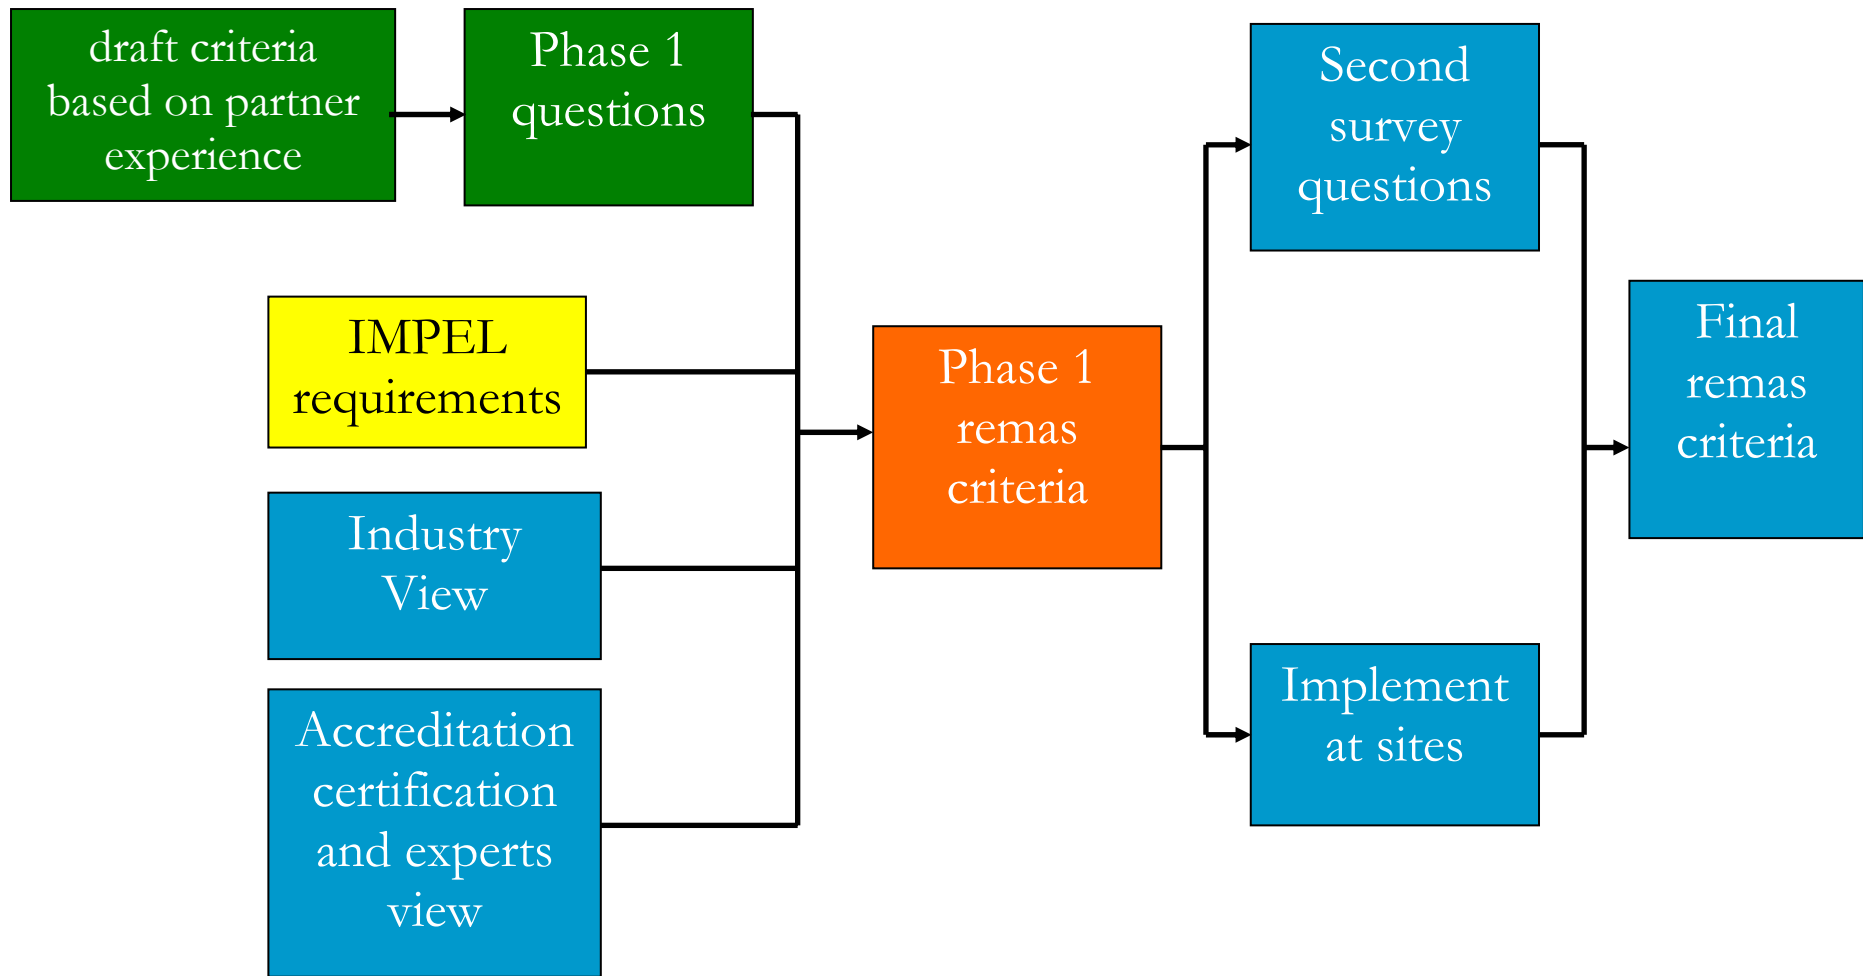 draft criteria
based on partner
experience
Phase 1
questions
IMPEL
requirements
Industry
View
Accreditation
certification
and experts
view
Phase 1
remas
criteria
Second
survey
questions
Implement
at sites
Final
remas
criteria